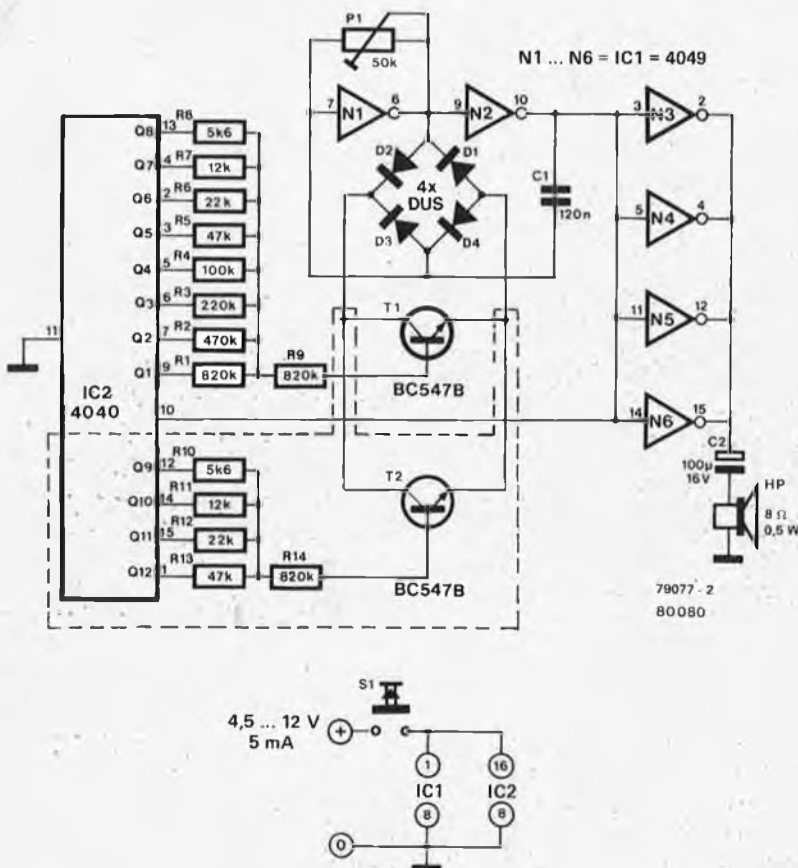 P1
50k
N1 ... N6 = IC1 = 4049
7 N1 6
9 N2 10
3 N3 2
5 N4 4
11 N5 12
14 N6 15
D2
D1
4x
DUS
D3
D4
C1
120n
Q8 13 R8 5k6
Q7 4 R7 12k
Q6 2 R6 22k
Q5 3 R5 47k
Q4 5 R4 100k
Q3 6 R3 220k
Q2 7 R2 470k
Q1 9 R1 820k
R9
820k
11
IC2
4040
10
T1
BC547B
Q9 12 R10 5k6
Q10 14 R11 12k
Q11 15 R12 22k
Q12 1 R13 47k
R14
820k
T2
BC547B
C2
100µ
16V
HP
8 Ω
0,5 W
79077 - 2
80080
S1
4,5 ... 12 V
5 mA
+
1
16
IC1
IC2
8
8
0